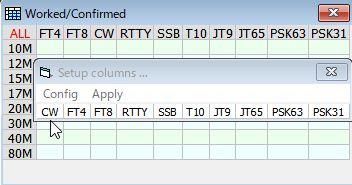 Worked/Confirmed
ALL FT4 FT8 CW RTTY SSB T10 JT9 JT65 PSK63 PSK31
10M
12M
Setup columns ...
15M
Config Apply
17M
20M CW FT4 FT8 RTTY SSB T10 JT9 JT65 PSK63 PSK31
30M
40M
80M